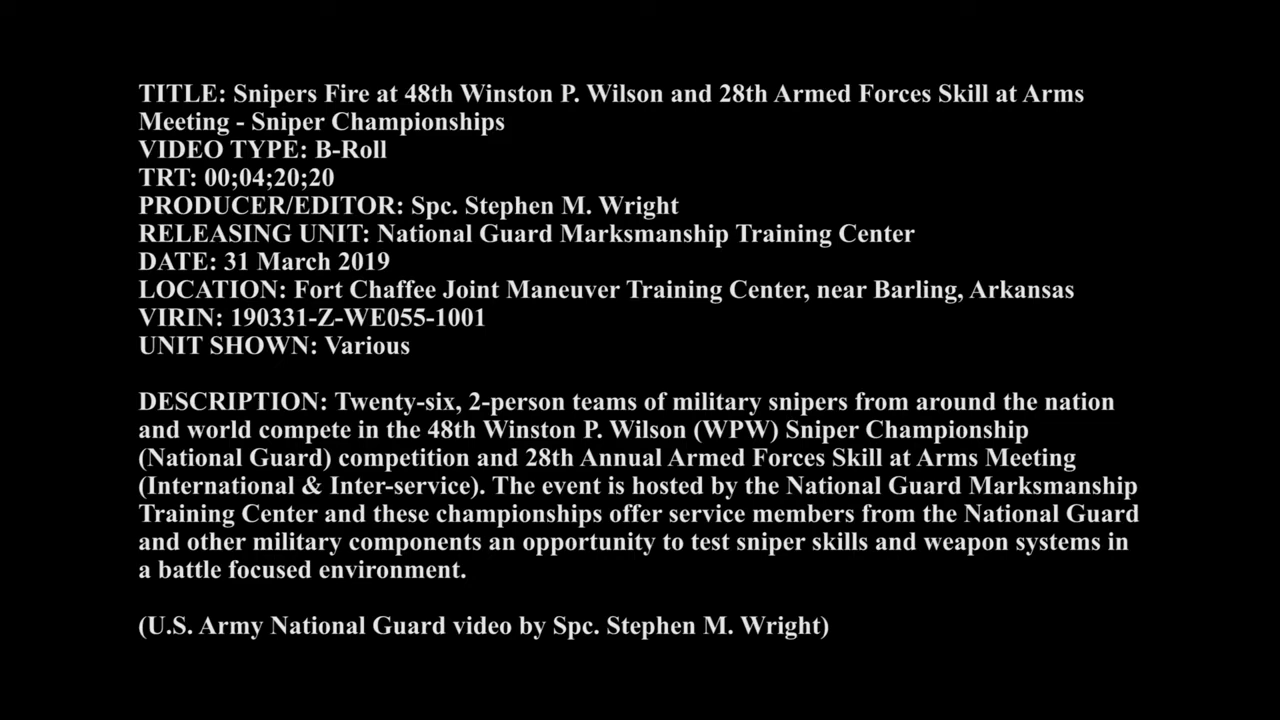 TITLE: Snipers Fire at 48th Winston P. Wilson and 28th Armed Forces Skill at Arms
Meeting - Sniper Championships
VIDEO TYPE: B-Roll
TRT: 00;04;20;20
PRODUCER/EDITOR: Spc. Stephen M. Wright
RELEASING UNIT: National Guard Marksmanship Training Center
DATE: 31 March 2019
LOCATION: Fort Chaffee Joint Maneuver Training Center, near Barling, Arkansas
VIRIN: 190331-Z-WE055-1001
UNIT SHOWN: Various
DESCRIPTION: Twenty-six, 2-person teams of military snipers from around the nation
and world compete in the 48th Winston P. Wilson (WPW) Sniper Championship
(National Guard) competition and 28th Annual Armed Forces Skill at Arms Meeting
(International & Inter-service). The event is hosted by the National Guard Marksmanship
Training Center and these championships offer service members from the National Guard
and other military components an opportunity to test sniper skills and weapon systems in
a battle focused environment.
(U.S. Army National Guard video by Spc. Stephen M. Wright)